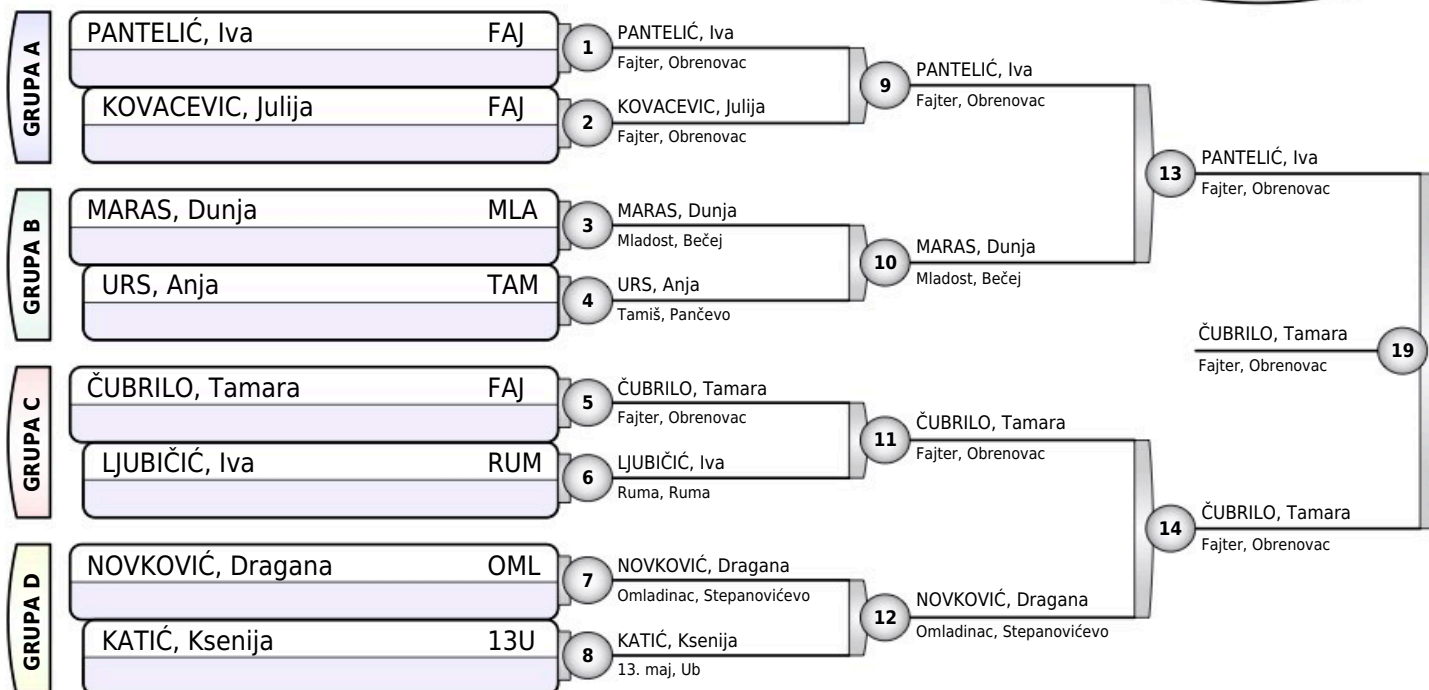 GRUPA A
PANTELIĆ, Iva FAJ
KOVACEVIC, Julija FAJ
1
PANTELIĆ, Iva
Fajter, Obrenovac
2
KOVACEVIC, Julija
Fajter, Obrenovac
9
PANTELIĆ, Iva
Fajter, Obrenovac
GRUPA B
MARAS, Dunja MLA
URS, Anja TAM
3
MARAS, Dunja
Mladost, Bečej
4
URS, Anja
Tamiš, Pančevo
10
MARAS, Dunja
Mladost, Bečej
13
PANTELIĆ, Iva
Fajter, Obrenovac
GRUPA C
ČUBRILO, Tamara FAJ
LJUBIČIĆ, Iva RUM
5
ČUBRILO, Tamara
Fajter, Obrenovac
6
LJUBIČIĆ, Iva
Ruma, Ruma
11
ČUBRILO, Tamara
Fajter, Obrenovac
GRUPA D
NOVKOVIĆ, Dragana OML
KATIĆ, Ksenija 13U
7
NOVKOVIĆ, Dragana
Omladinac, Stepanovićevo
8
KATIĆ, Ksenija
13. maj, Ub
12
NOVKOVIĆ, Dragana
Omladinac, Stepanovićevo
14
ČUBRILO, Tamara
Fajter, Obrenovac
ČUBRILO, Tamara
Fajter, Obrenovac
19